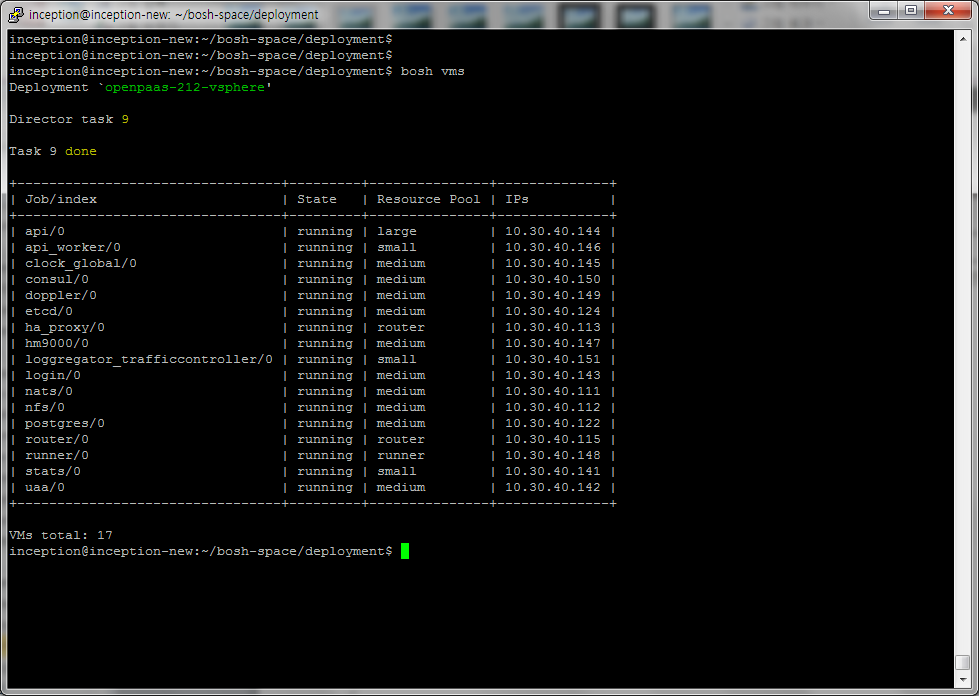 inception@inception-new: ~/bosh-space/deployment
inception@inception-new:~/bosh-space/deployment$
inception@inception-new:~/bosh-space/deployment$
inception@inception-new:~/bosh-space/deployment$ bosh vms
Deployment `openpaas-212-vsphere'
Director task 9
Task 9 done
+---------------------------------+---------+---------------+--------------+
| Job/index                       | State   | Resource Pool | IPs          |
+---------------------------------+---------+---------------+--------------+
| api/0                           | running | large         | 10.30.40.144 |
| api_worker/0                    | running | small         | 10.30.40.146 |
| clock_global/0                  | running | medium        | 10.30.40.145 |
| consul/0                        | running | medium        | 10.30.40.150 |
| doppler/0                       | running | medium        | 10.30.40.149 |
| etcd/0                          | running | medium        | 10.30.40.124 |
| ha_proxy/0                      | running | router        | 10.30.40.113 |
| hm9000/0                        | running | medium        | 10.30.40.147 |
| loggregator_trafficcontroller/0 | running | small         | 10.30.40.151 |
| login/0                         | running | medium        | 10.30.40.143 |
| nats/0                          | running | medium        | 10.30.40.111 |
| nfs/0                           | running | medium        | 10.30.40.112 |
| postgres/0                      | running | medium        | 10.30.40.122 |
| router/0                        | running | router        | 10.30.40.115 |
| runner/0                        | running | runner        | 10.30.40.148 |
| stats/0                         | running | small         | 10.30.40.141 |
| uaa/0                           | running | medium        | 10.30.40.142 |
+---------------------------------+---------+---------------+--------------+
VMs total: 17
inception@inception-new:~/bosh-space/deployment$